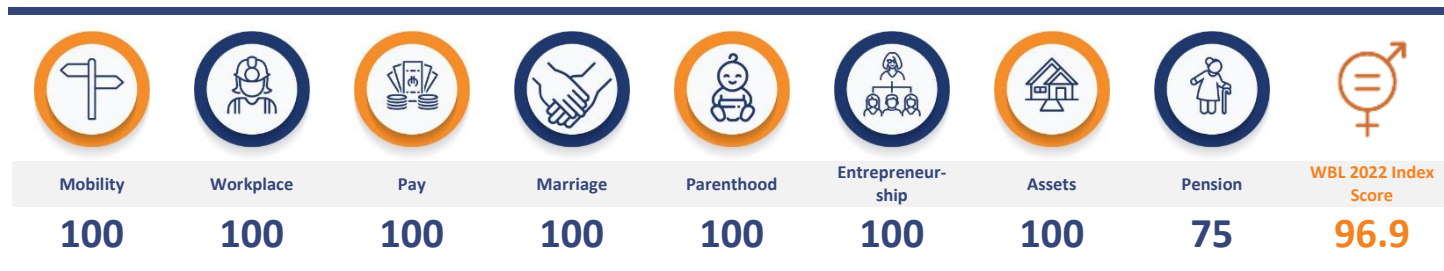 Mobility
Workplace
Pay
Marriage
Parenthood
Entrepreneur-
ship
Assets
Pension
WBL 2022 Index
Score
100
100
100
100
100
100
100
75
96.9